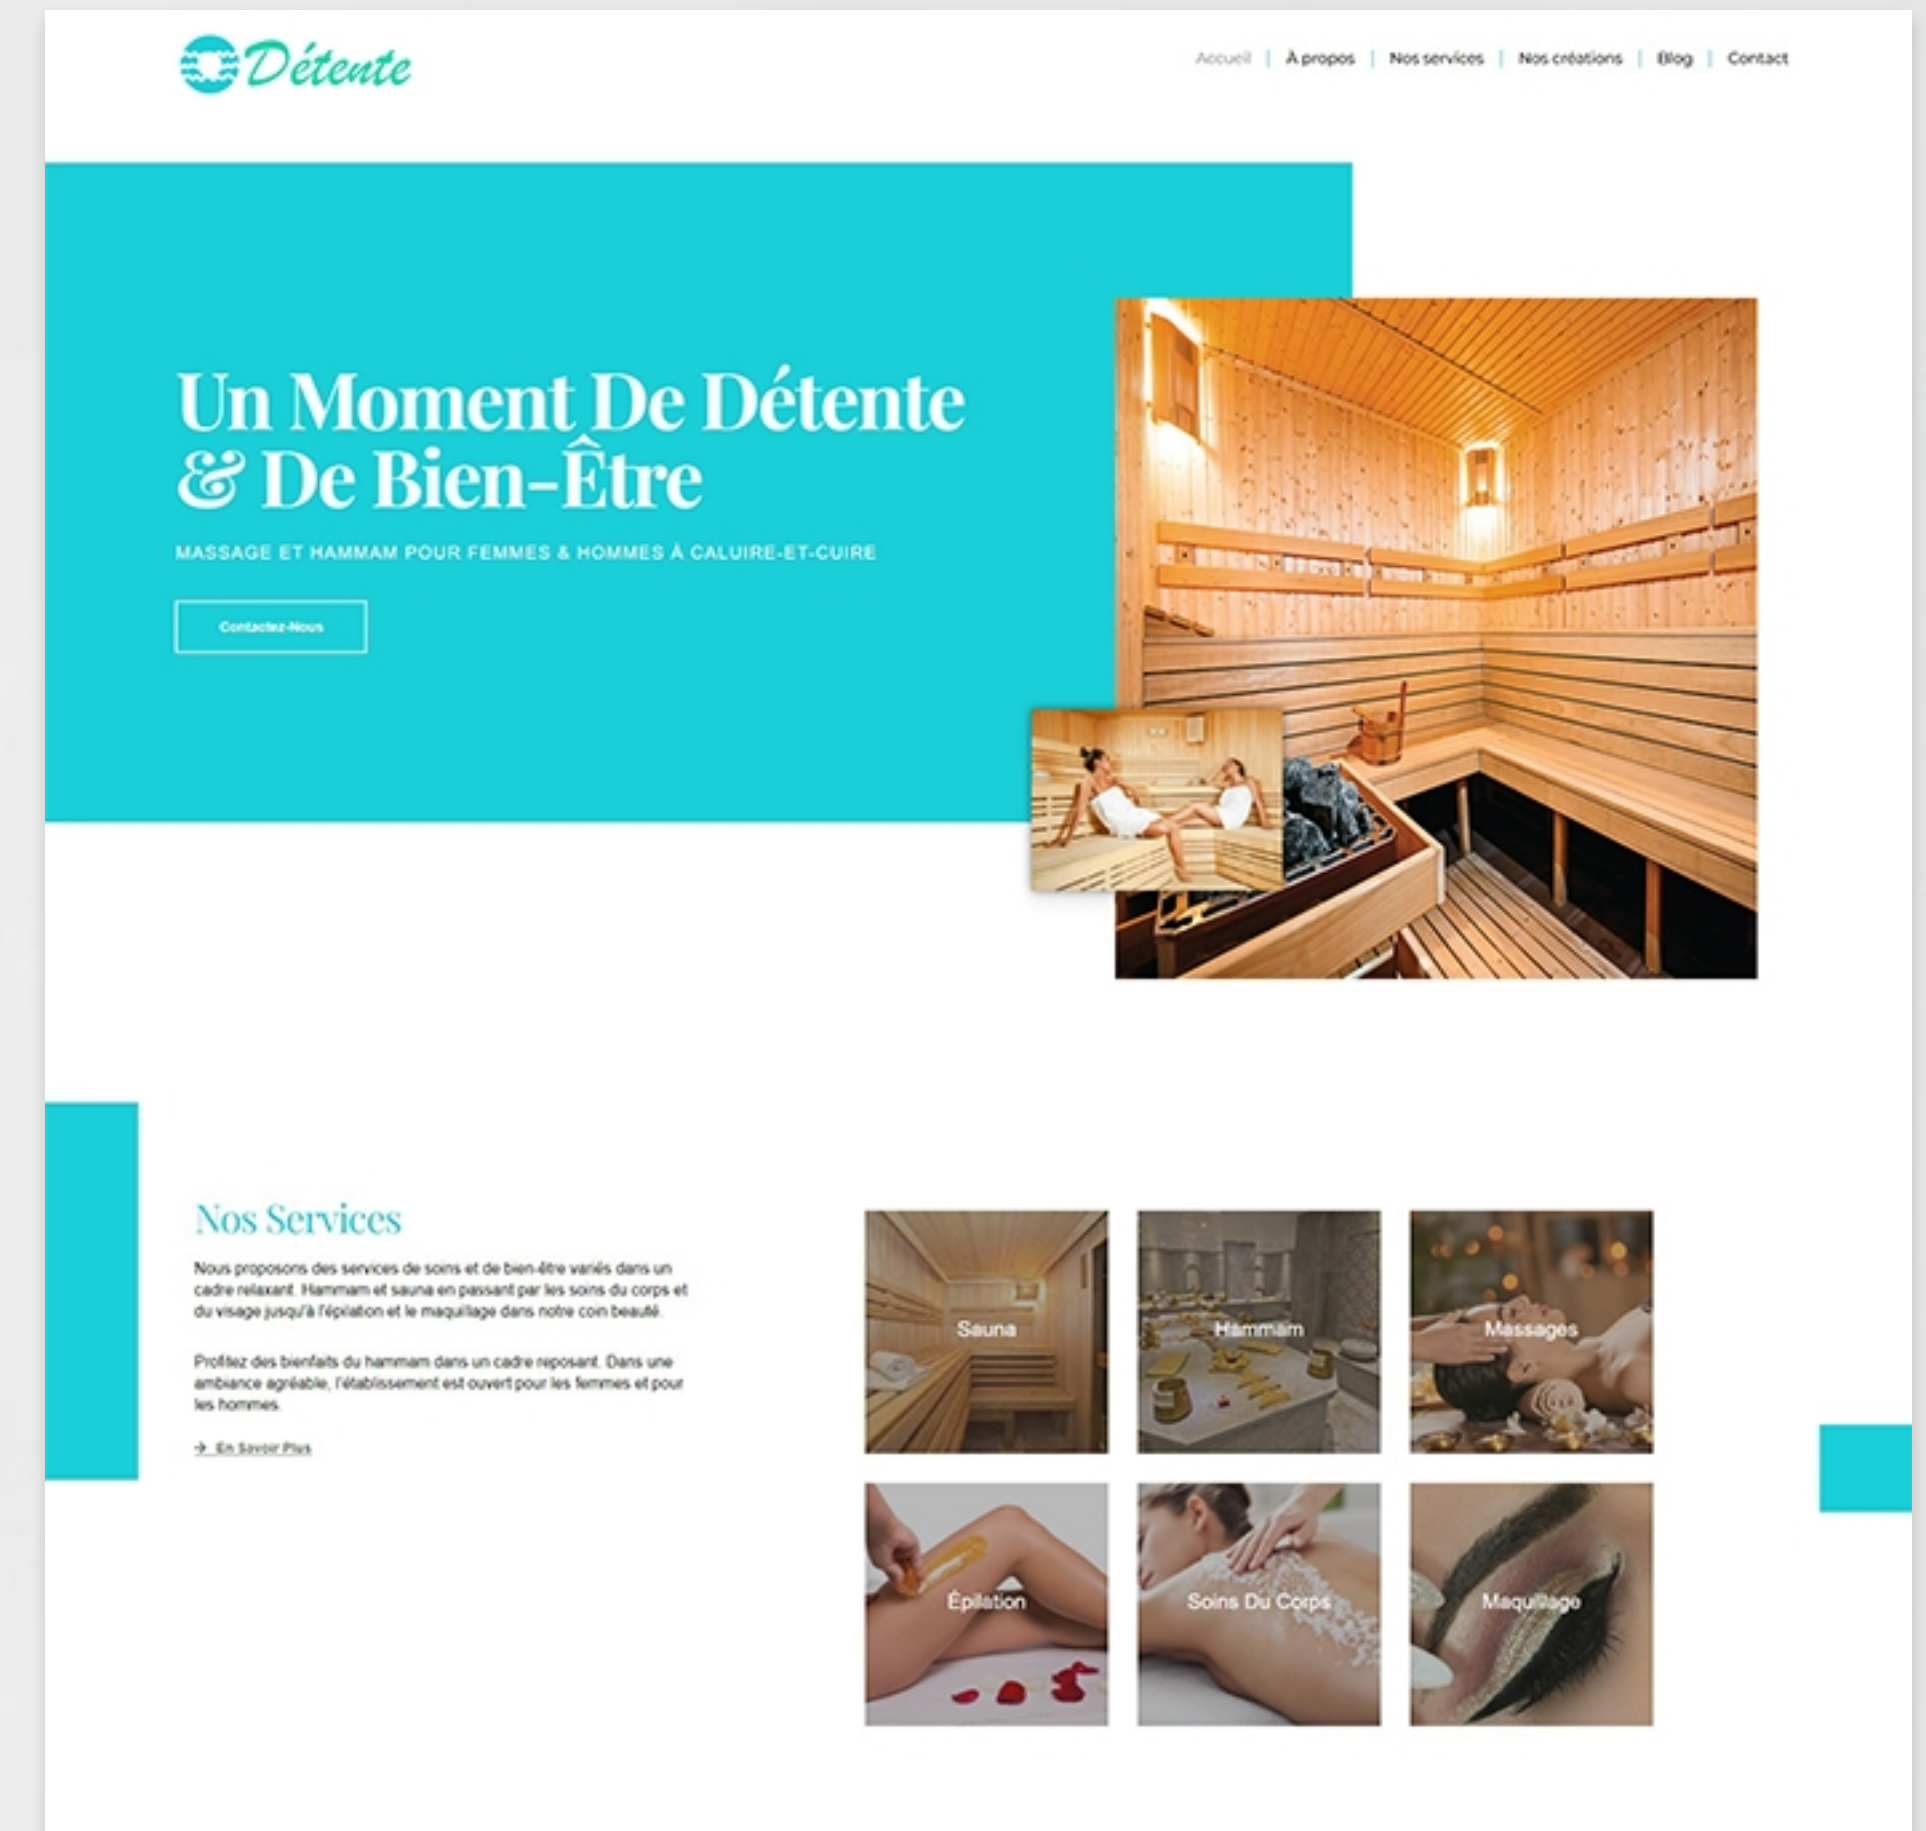 Détente
Accueil | À propos | Nos services | Nos créations | Blog | Contact
Un Moment De Détente
& De Bien-Être
MASSAGE ET HAMMAM POUR FEMMES & HOMMES À CALUIRE-ET-CUIRE
Contactez-Nous
Nos Services
Nous proposons des services de soins et de bien-être variés dans un
cadre relaxant. Hammam et sauna en passant par les soins du corps et
du visage jusqu'à l'épilation et le maquillage dans notre coin beauté.
Profitez des bienfaits du hammam dans un cadre reposant. Dans une
ambiance agréable, l'établissement est ouvert pour les femmes et pour
les hommes.
→ En Savoir Plus
Sauna
Hammam
Massages
Épilation
Soins Du Corps
Maquillage